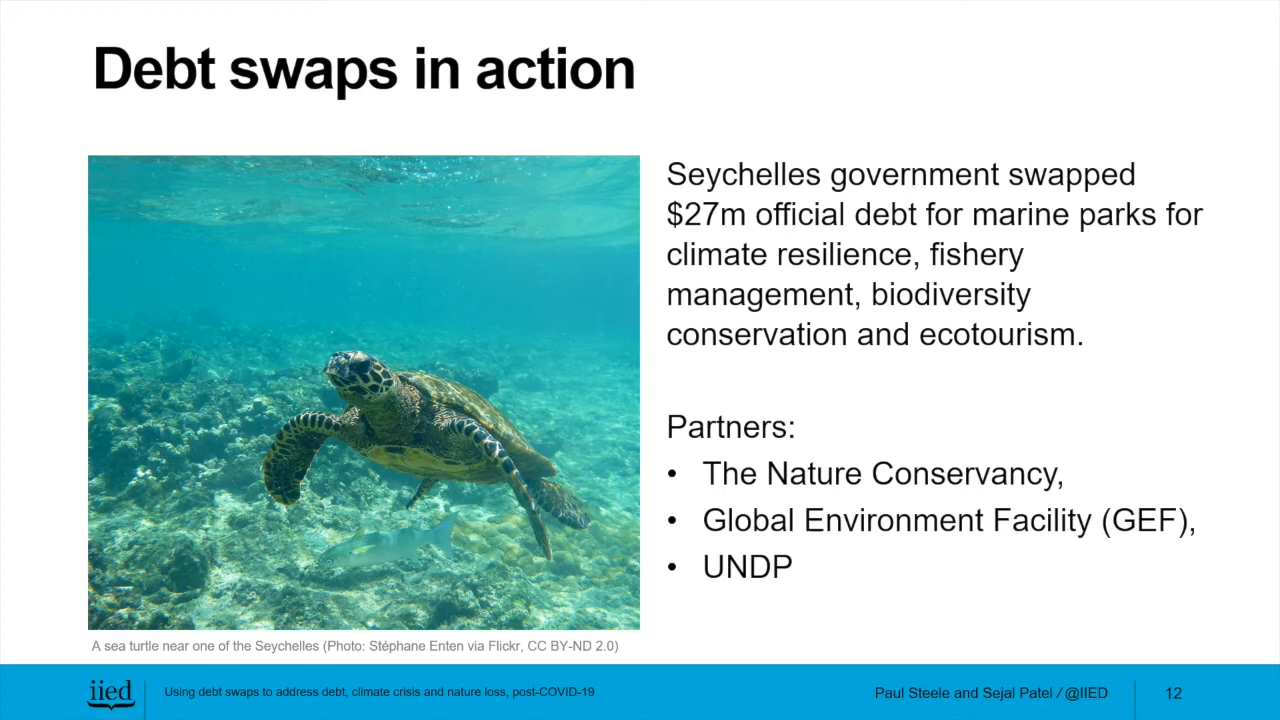 Debt swaps in action
Seychelles government swapped
$27m official debt for marine parks for
climate resilience, fishery
management, biodiversity
conservation and ecotourism.
Partners:
• The Nature Conservancy,
• Global Environment Facility (GEF),
• UNDP
A sea turtle near one of the Seychelles (Photo: Stéphane Enten via Flickr, CC BY-ND 2.0)
iied
Using debt swaps to address debt, climate crisis and nature loss, post-COVID-19
Paul Steele and Sejal Patel / @IIED
12